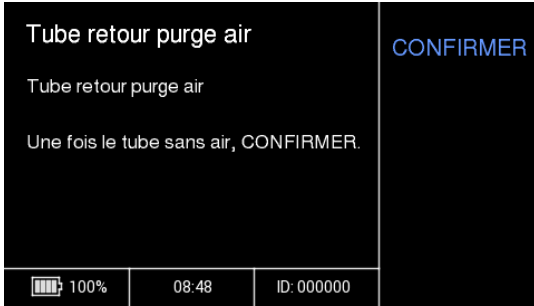 Tube retour purge air
CONFIRMER
Tube retour purge air
Une fois le tube sans air, CONFIRMER.
100%
08:48
ID: 000000